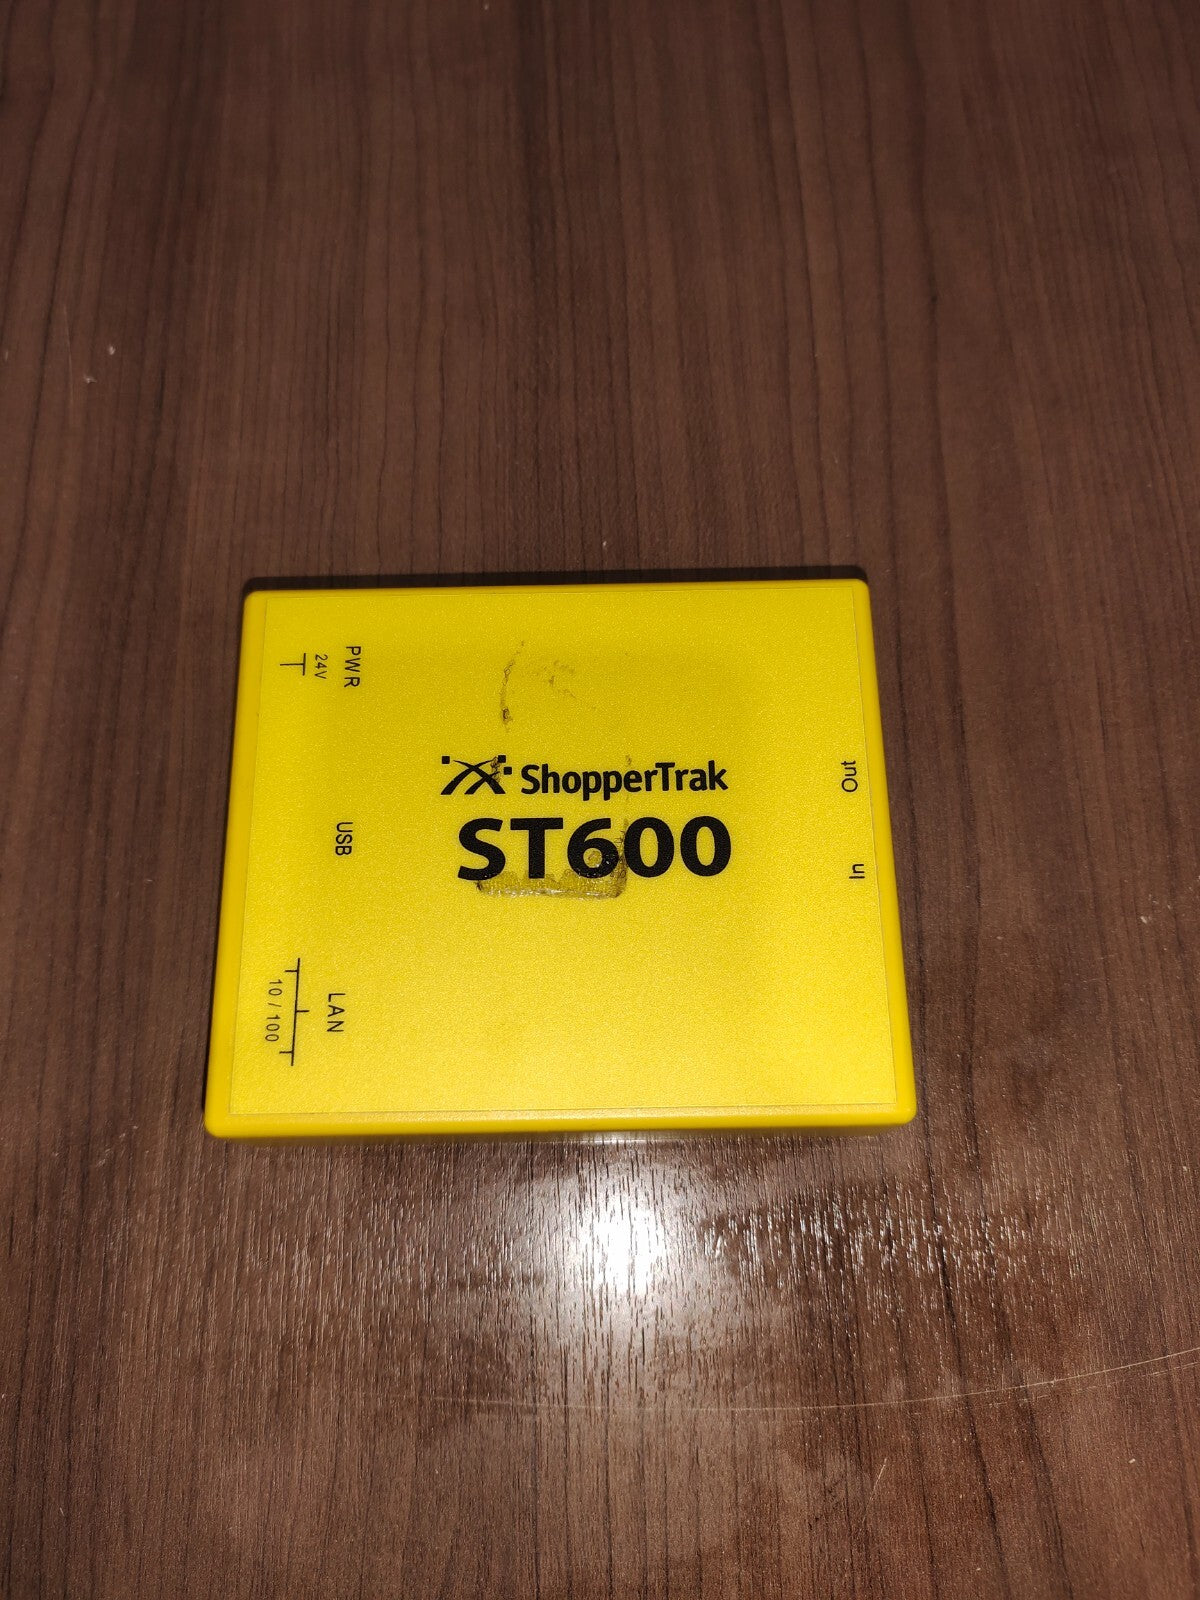 PWR
24V
ShopperTrak
ST600
Out
In
USB
LAN
10 / 100